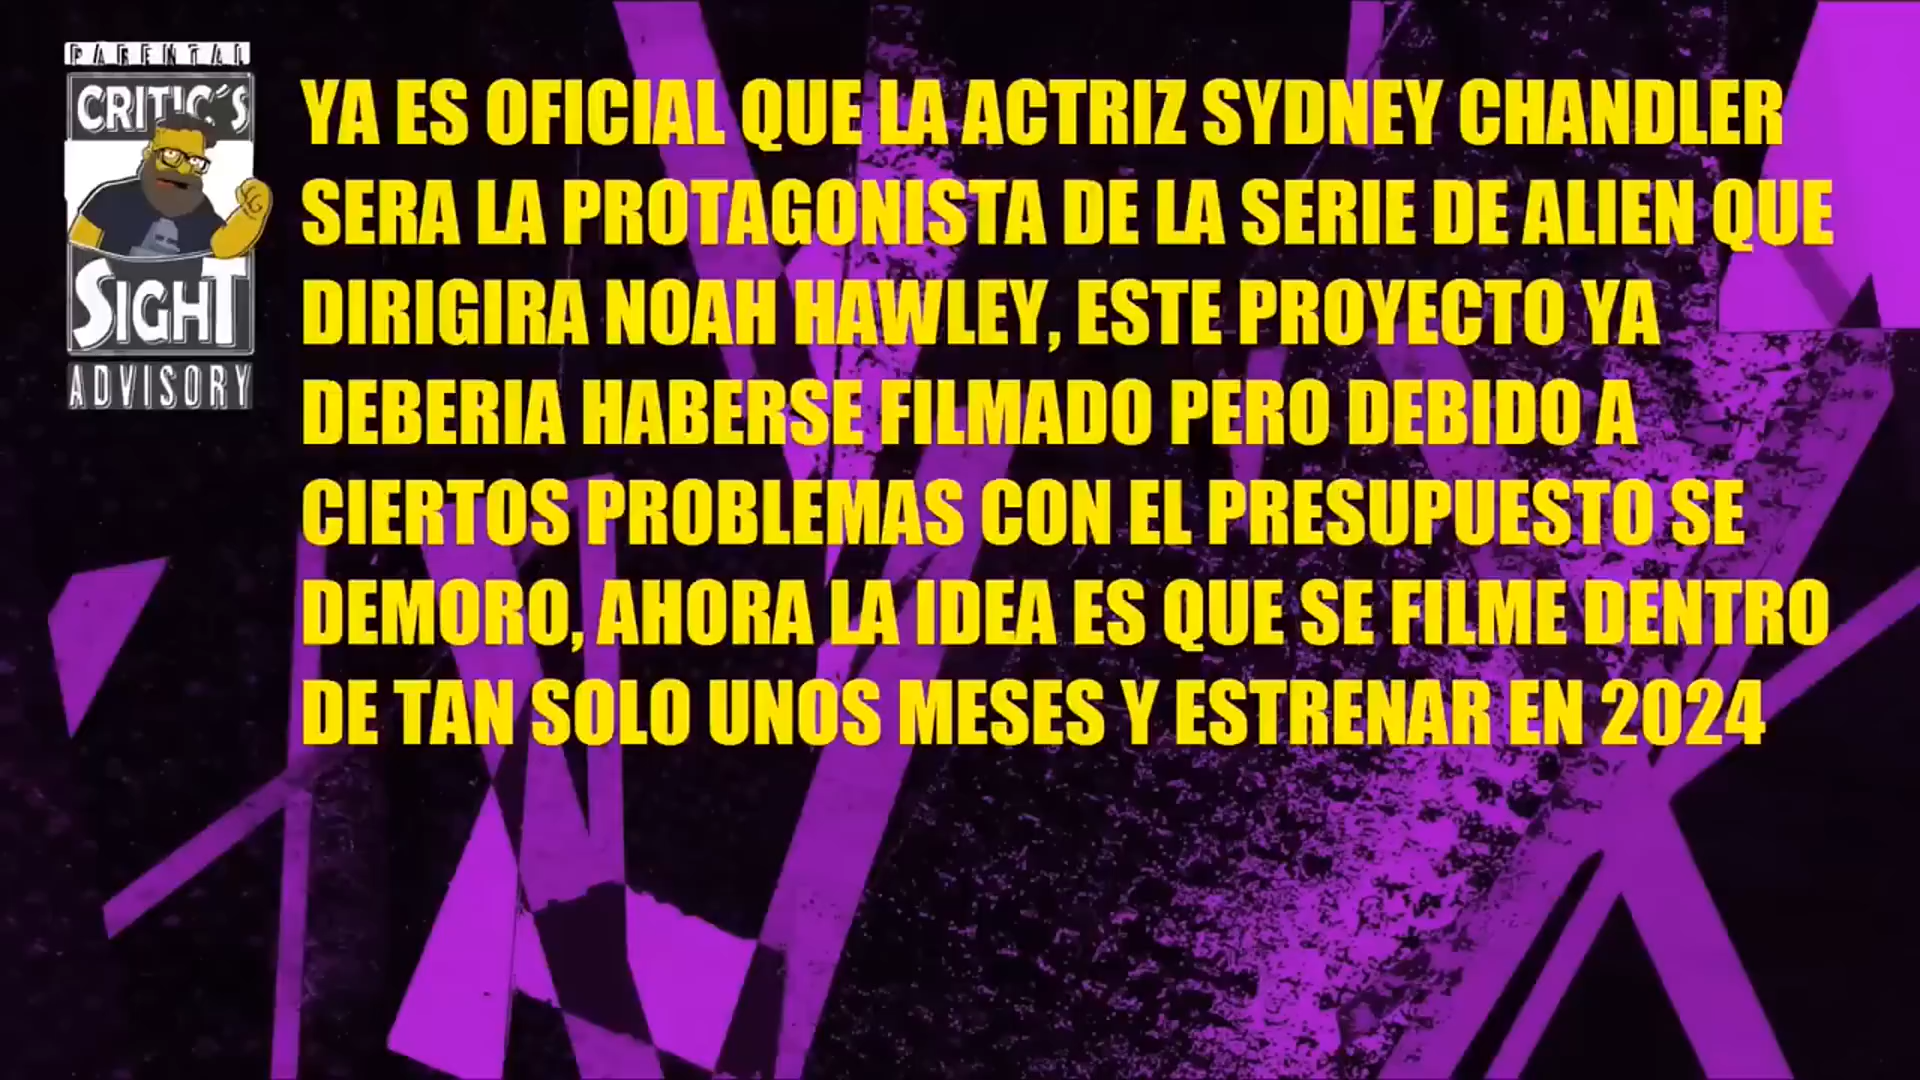 PARENTAL
CRITIC'S
SIGHT
ADVISORY
YA ES OFICIAL QUE LA ACTRIZ SYDNEY CHANDLER
SERA LA PROTAGONISTA DE LA SERIE DE ALIEN QUE
DIRIGIRA NOAH HAWLEY, ESTE PROYECTO YA
DEBERIA HABERSE FILMADO PERO DEBIDO A
CIERTOS PROBLEMAS CON EL PRESUPUESTO SE
DEMORO, AHORA LA IDEA ES QUE SE FILME DENTRO
DE TAN SOLO UNOS MESES Y ESTRENAR EN 2024